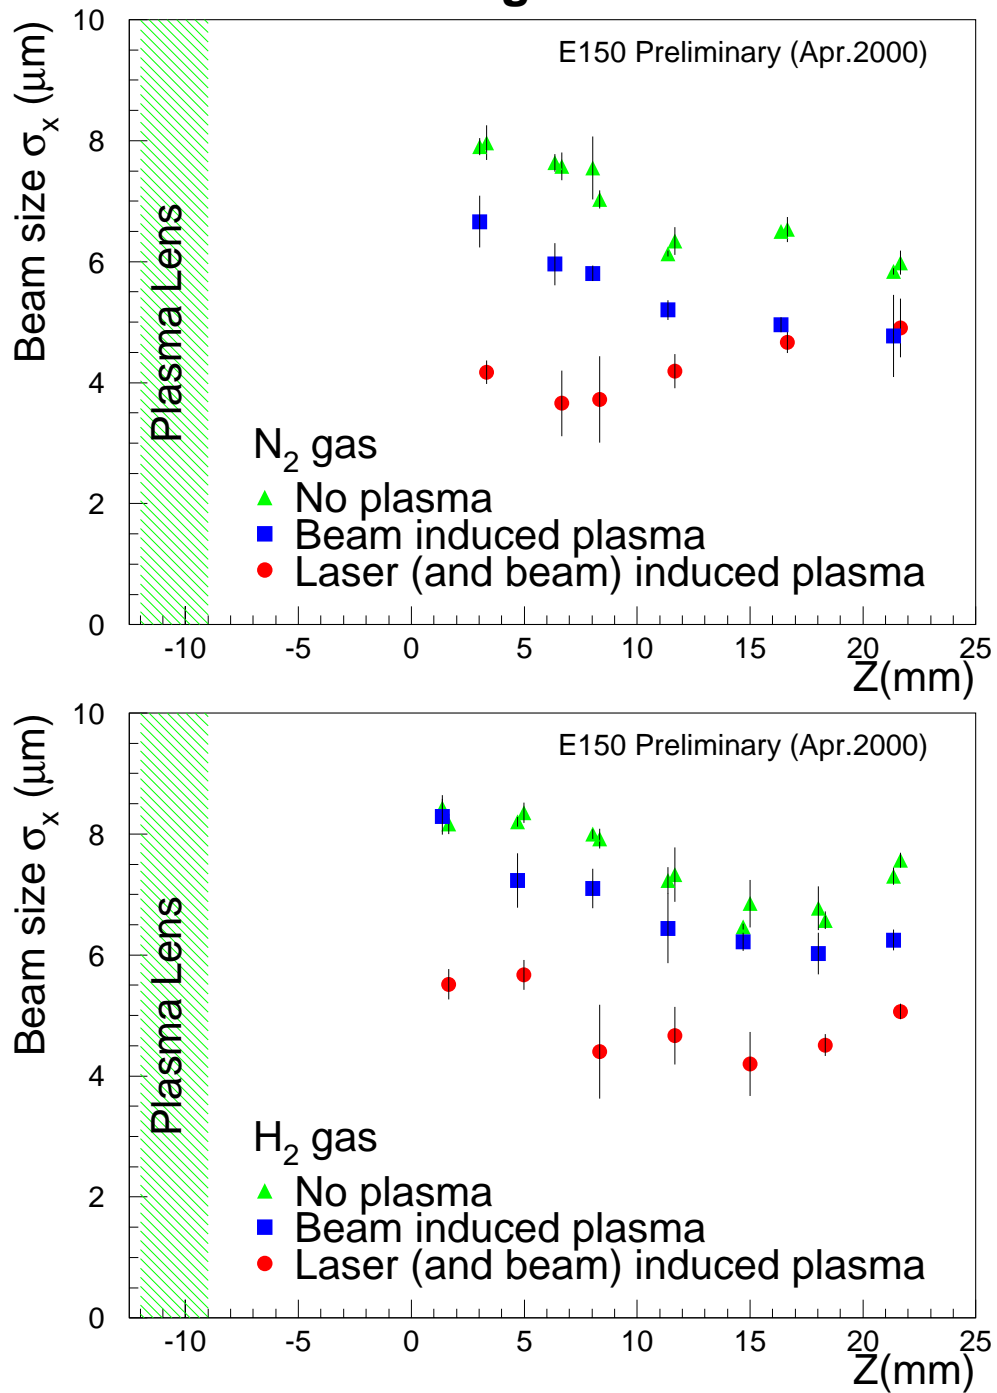 10
8
6
4
2
0
Beam size σx (μm)
E150 Preliminary (Apr.2000)
Plasma Lens
N2 gas
No plasma
Beam induced plasma
Laser (and beam) induced plasma
-10 -5 0 5 10 15 20 25
Z(mm)
10
8
6
4
2
0
Beam size σx (μm)
E150 Preliminary (Apr.2000)
Plasma Lens
H2 gas
No plasma
Beam induced plasma
Laser (and beam) induced plasma
-10 -5 0 5 10 15 20 25
Z(mm)